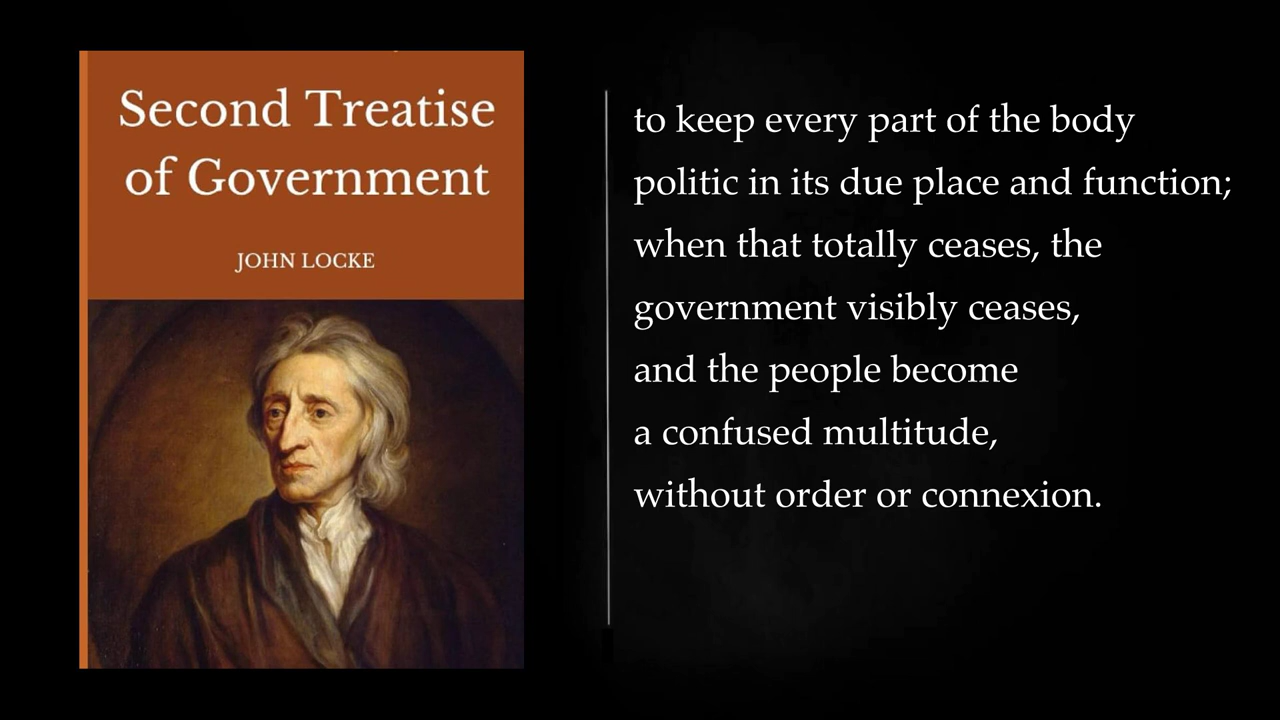 Second Treatise
of Government
JOHN LOCKE
to keep every part of the body
politic in its due place and function;
when that totally ceases, the
government visibly ceases,
and the people become
a confused multitude,
without order or connexion.